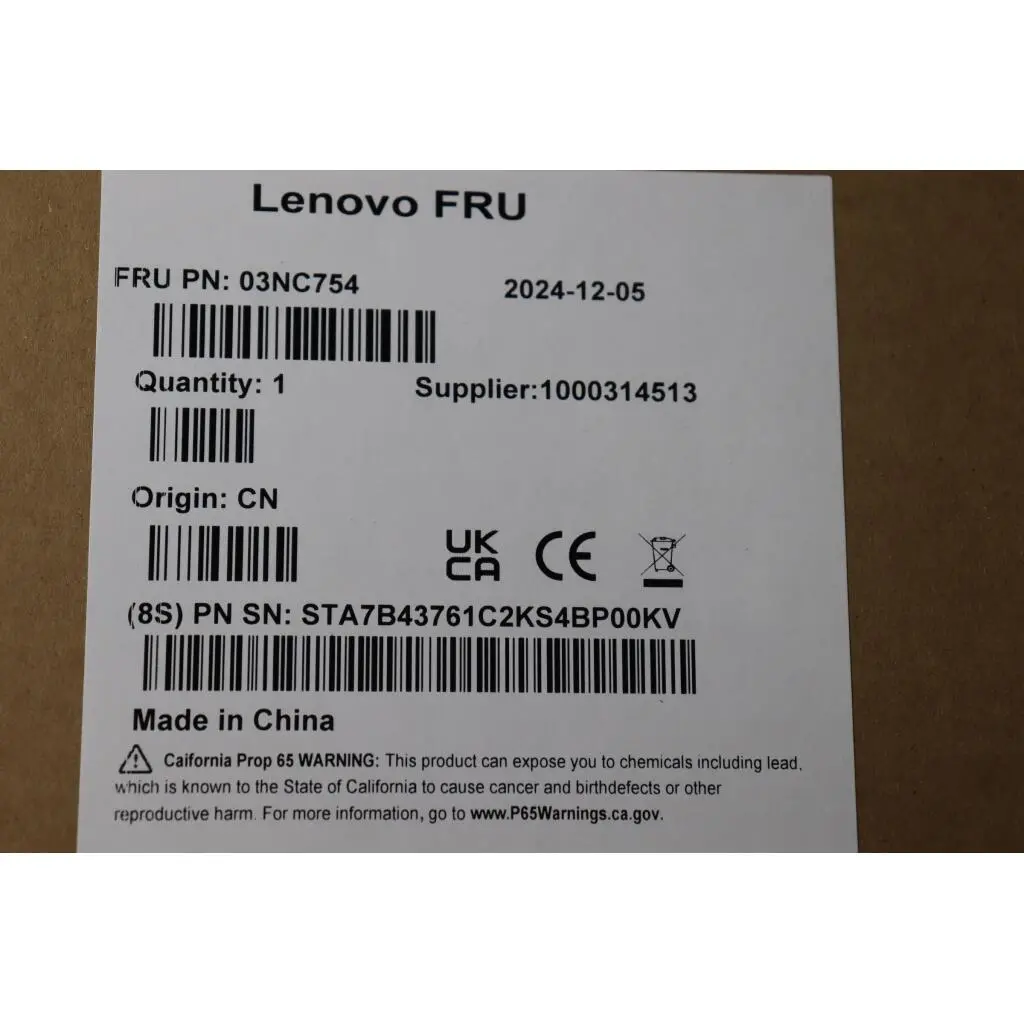 Lenovo FRU
FRU PN: 03NC754
2024-12-05
Quantity: 1
Supplier:1000314513
Origin: CN
UK
CA
CE
(8S) PN SN: STA7B43761C2KS4BP00KV
Made in China
Caifornia Prop 65 WARNING: This product can expose you to chemicals including lead,
which is known to the State of California to cause cancer and birthdefects or other
reproductive harm. For more information, go to www.P65Warnings.ca.gov.